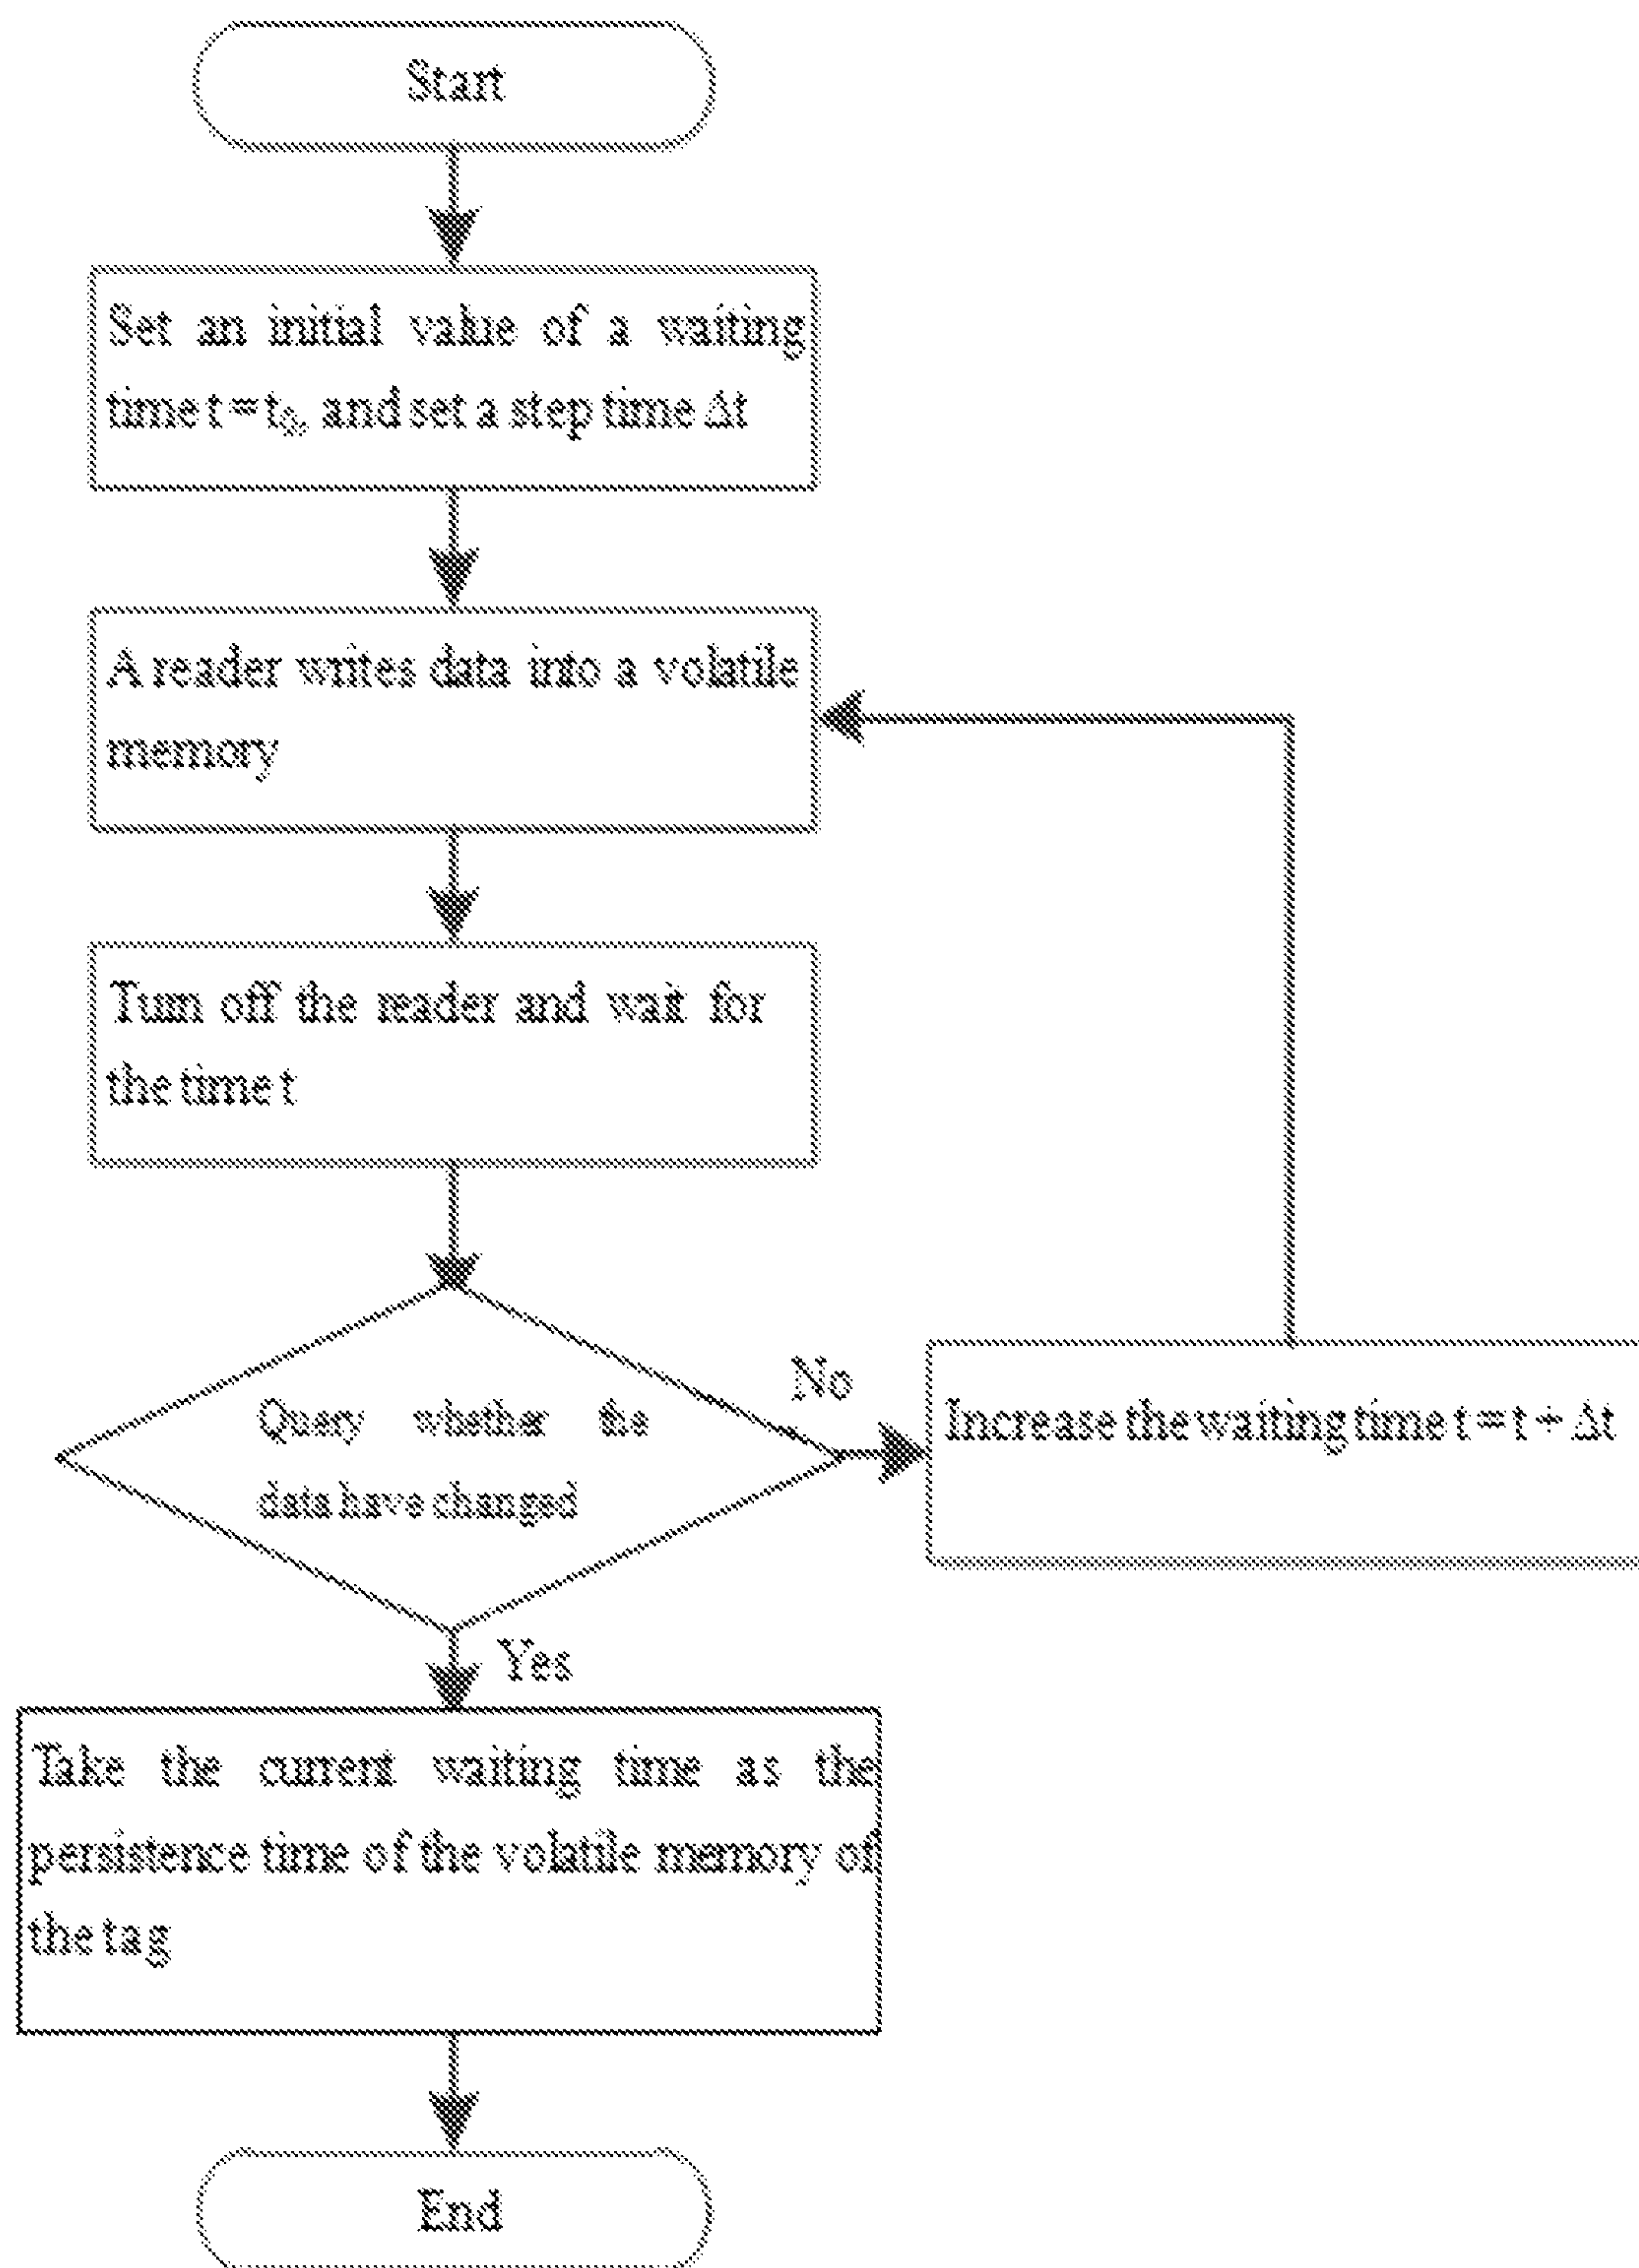 Start
Set an initial value of a waiting
time t = t₀, and set a step time Δt
A reader writes data into a volatile
memory
Turn off the reader and wait for
the time t
Query whether the
data have changed
No
Increase the waiting time t = t + Δt
Yes
Take the current waiting time as the
persistence time of the volatile memory of
the tag
End